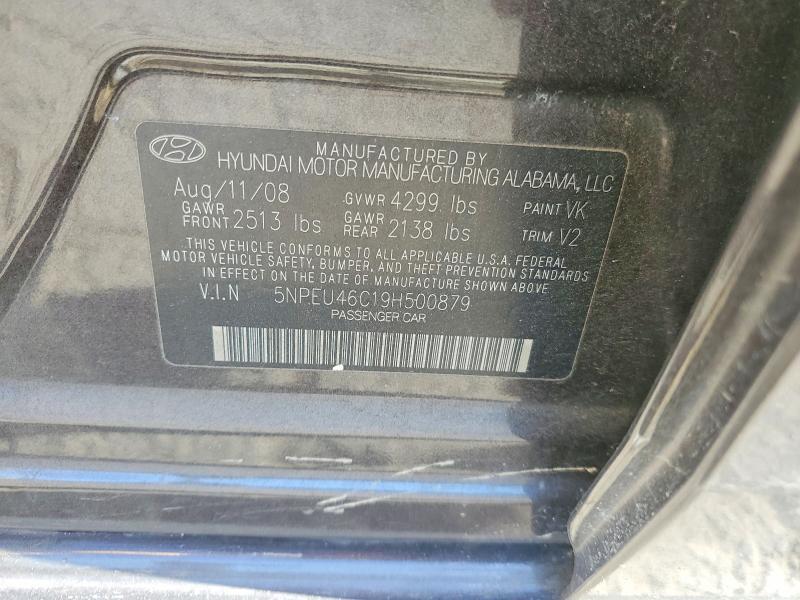 MANUFACTURED BY
HYUNDAI MOTOR MANUFACTURING ALABAMA, LLC
Aug/11/08 GVWR 4299 lbs PAINT VK
GAWR FRONT 2513 lbs GAWR REAR 2138 lbs TRIM V2
THIS VEHICLE CONFORMS TO ALL APPLICABLE U.S.A. FEDERAL
MOTOR VEHICLE SAFETY, BUMPER, AND THEFT PREVENTION STANDARDS
IN EFFECT ON THE DATE OF MANUFACTURE SHOWN ABOVE
V.I.N 5NPEU46C19H500879
PASSENGER CAR